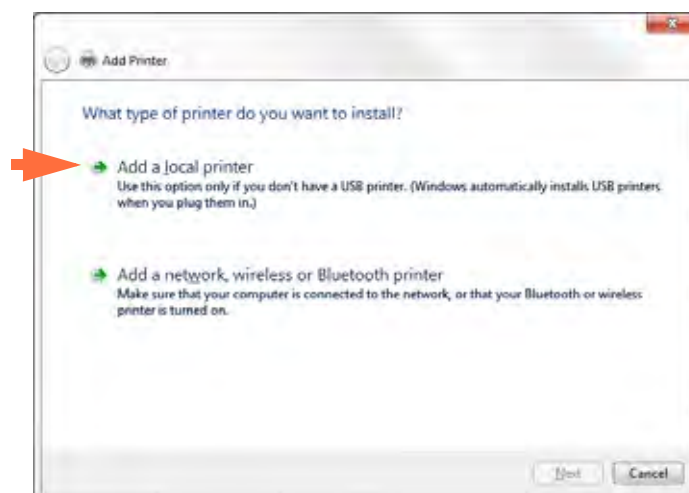 Add Printer
What type of printer do you want to install?
Add a local printer
Use this option only if you don't have a USB printer. (Windows automatically installs USB printers
when you plug them in.)
Add a network, wireless or Bluetooth printer
Make sure that your computer is connected to the network, or that your Bluetooth or wireless
printer is turned on.
Next Cancel